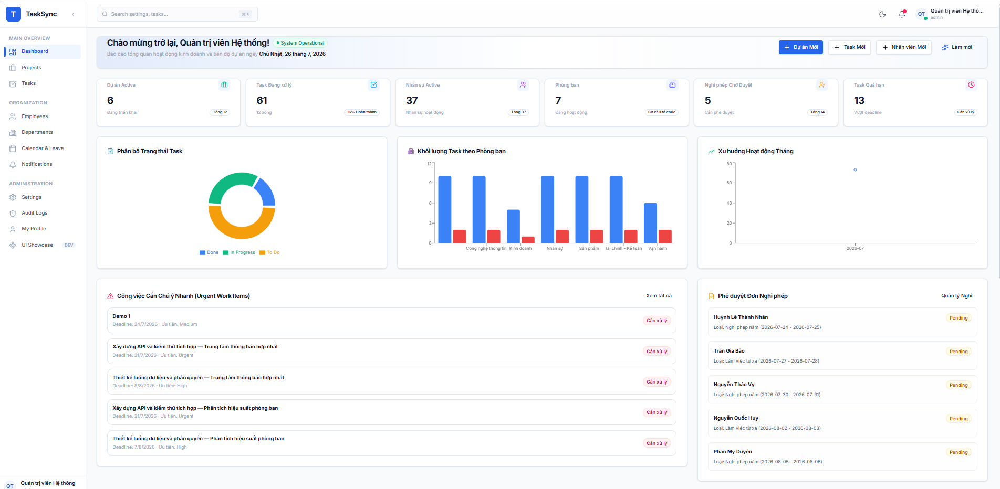 T TaskSync
Search settings, tasks...
⌘K
QT
Quản trị viên Hệ thố...
admin
MAIN OVERVIEW
Dashboard
Projects
Tasks
ORGANIZATION
Employees
Departments
Calendar & Leave
Notifications
ADMINISTRATION
Settings
Audit Logs
My Profile
UI Showcase DEV
QT Quản trị viên Hệ thống
Chào mừng trở lại, Quản trị viên Hệ thống!
System Operational
Báo cáo tổng quan hoạt động kinh doanh và tiến độ dự án ngày Chủ Nhật, 26 tháng 7, 2026
Dự án Mới
Task Mới
Nhân viên Mới
Làm mới
Dự án Active
6
Đang triển khai
Tổng 12
Task Đang xử lý
61
12 xong
16% Hoàn thành
Nhân sự Active
37
Nhân sự hoạt động
Tổng 37
Phòng ban
7
Đang hoạt động
Cơ cấu tổ chức
Nghỉ phép Chờ Duyệt
5
Cần phê duyệt
Tổng 14
Task Quá hạn
13
Vượt deadline
Cần xử lý
Phân bổ Trạng thái Task
Done In Progress To Do
Khối lượng Task theo Phòng ban
12
9
6
3
0
Công nghệ thông tin Kinh doanh Nhân sự Sản phẩm Tài chính - Kế toán Vận hành
Xu hướng Hoạt động Tháng
80
60
40
20
0
2026-07
Công việc Cần Chú ý Nhanh (Urgent Work Items)
Xem tất cả
Demo 1
Deadline: 24/7/2026 · Ưu tiên: Medium
Cần xử lý
Xây dựng API và kiểm thử tích hợp — Trung tâm thông báo hợp nhất
Deadline: 21/7/2026 · Ưu tiên: Urgent
Cần xử lý
Thiết kế luồng dữ liệu và phân quyền — Trung tâm thông báo hợp nhất
Deadline: 8/8/2026 · Ưu tiên: High
Cần xử lý
Xây dựng API và kiểm thử tích hợp — Phân tích hiệu suất phòng ban
Deadline: 21/7/2026 · Ưu tiên: Urgent
Cần xử lý
Thiết kế luồng dữ liệu và phân quyền — Phân tích hiệu suất phòng ban
Deadline: 7/8/2026 · Ưu tiên: High
Cần xử lý
Phê duyệt Đơn Nghỉ phép
Quản lý Nghỉ
Huỳnh Lê Thành Nhân
Loại: Nghỉ phép năm (2026-07-24 - 2026-07-25)
Pending
Trần Gia Bảo
Loại: Làm việc từ xa (2026-07-27 - 2026-07-28)
Pending
Nguyễn Thảo Vy
Loại: Nghỉ phép năm (2026-07-30 - 2026-07-31)
Pending
Nguyễn Quốc Huy
Loại: Làm việc từ xa (2026-08-02 - 2026-08-03)
Pending
Phan Mỹ Duyên
Loại: Nghỉ phép năm (2026-08-05 - 2026-08-06)
Pending